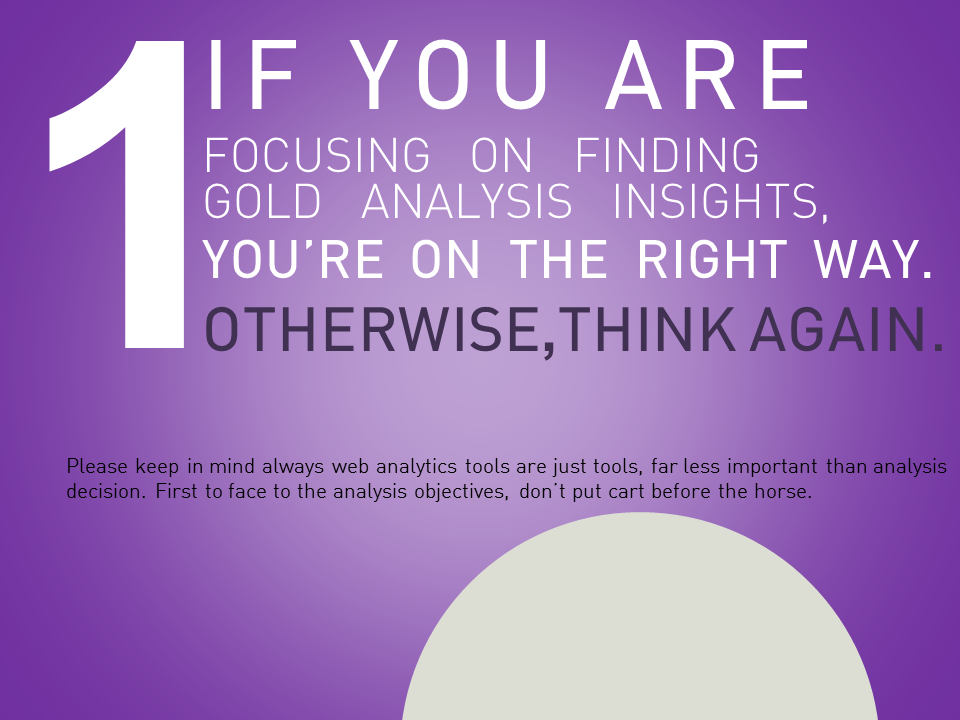 1
IF YOU ARE
FOCUSING ON FINDING
GOLD ANALYSIS INSIGHTS,
YOU’RE ON THE RIGHT WAY.
OTHERWISE,THINK AGAIN.
Please keep in mind always web analytics tools are just tools, far less important than analysis
decision. First to face to the analysis objectives, don’t put cart before the horse.